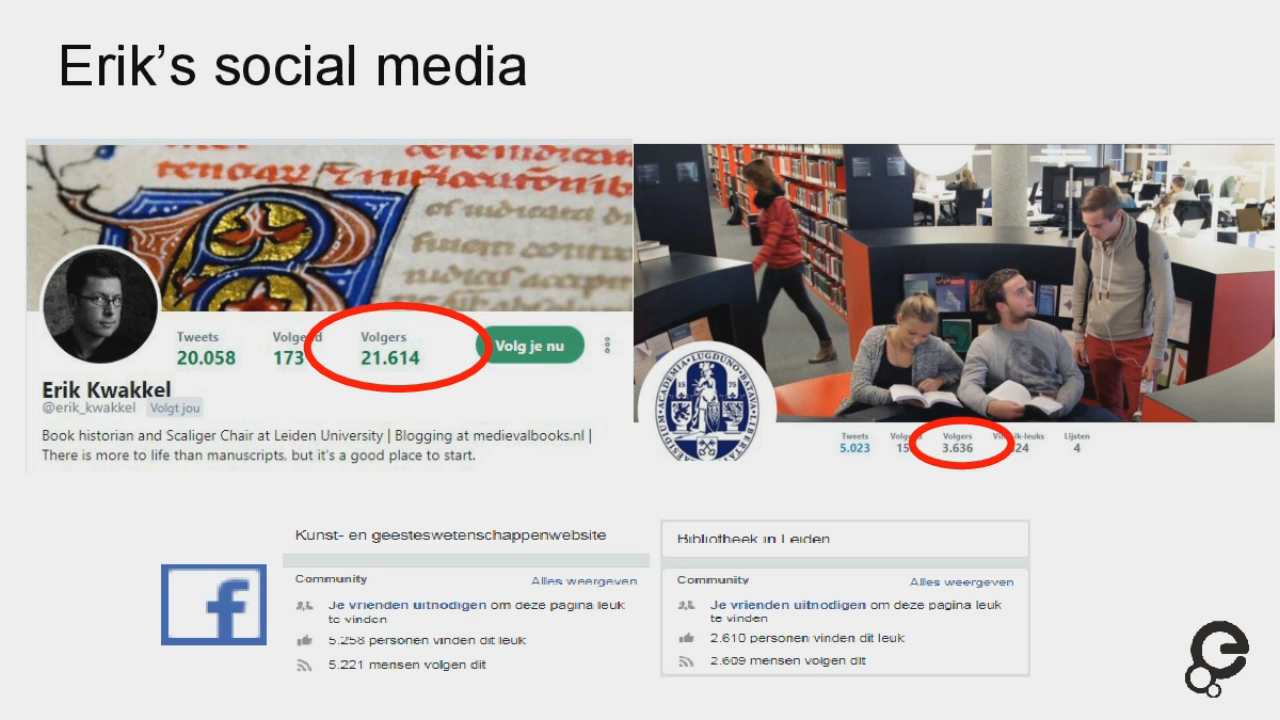 Erik’s social media
Tweets
20.058
173
Volgers
21.614
Volg je nu
Erik Kwakkel
@erik_kwakkel Volgt jou
Book historian and Scaliger Chair at Leiden University | Blogging at medievalbooks.nl |
There is more to life than manuscripts, but it's a good place to start.
ACADEMIA LUGDUNO BATAVA
1575
Tweets
5.023
Volgers
3.636
Lijsten
4
Kunst- en geesteswetenschappenwebsite
Community Alles weergeven
Je vrienden uitnodigen om deze pagina leuk
te vinden
5.258 personen vinden dit leuk
5.221 mensen volgen dit
Bibliotheek in Leiden
Community Alles weergeven
Je vrienden uitnodigen om deze pagina leuk
te vinden
2.610 personen vinden dit leuk
2.609 mensen volgen dit